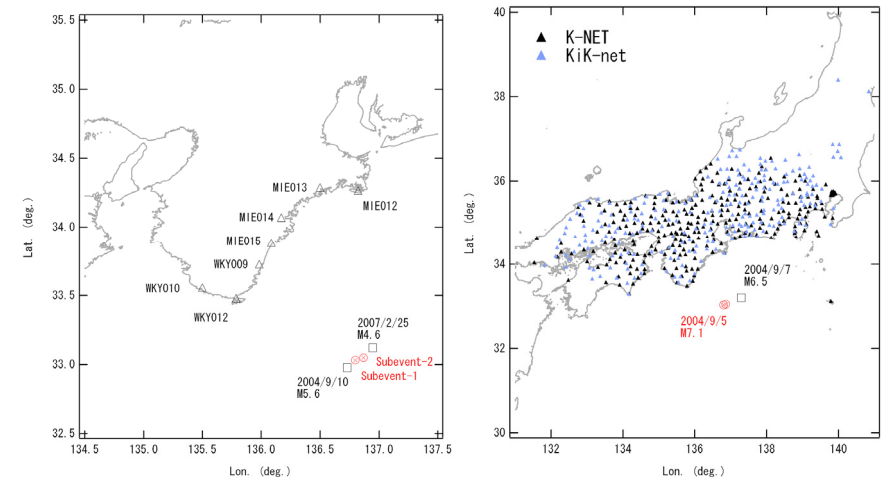 35.5
35.0
34.5
34.0
33.5
33.0
32.5
Lat. (deg.)
MIE013
MIE012
MIE014
MIE015
WKY009
WKY010
WKY012
2007/2/25
M4.6
Subevent-2
Subevent-1
2004/9/10
M5.6
134.5
135.0
135.5
136.0
136.5
137.0
137.5
Lon. (deg.)
40
38
36
34
32
30
Lat. (deg.)
K-NET
KiK-net
2004/9/7
M6.5
2004/9/5
M7.1
132
134
136
138
140
Lon. (deg.)